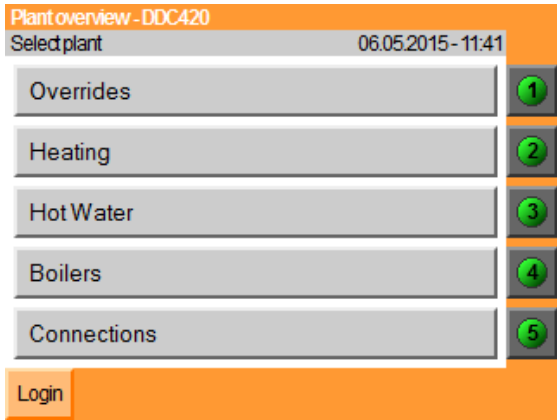 Plant overview - DDC420
Select plant 06.05.2015 - 11:41
Overrides 1
Heating 2
Hot Water 3
Boilers 4
Connections 5
Login